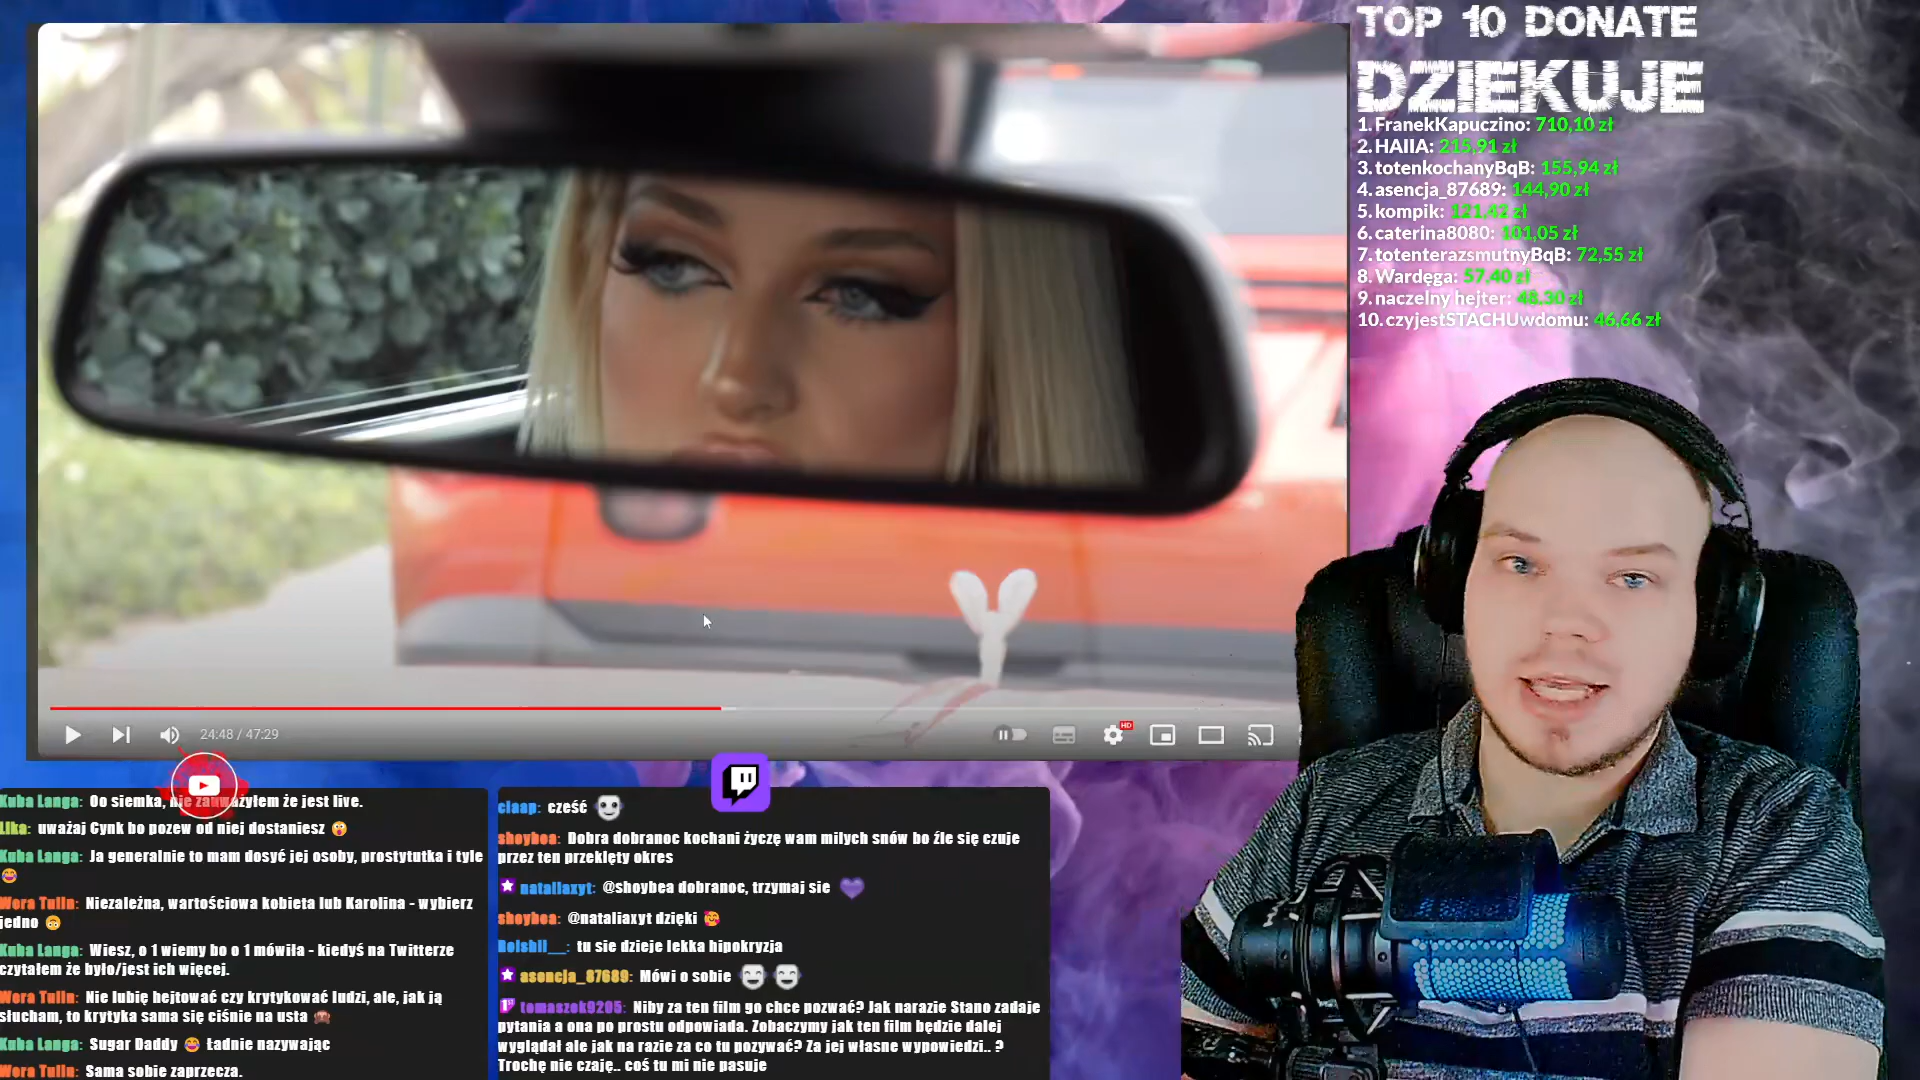 TOP 10 DONATE
DZIEKUJE
1. FranekKapuczino: 710,10 zł
2. HAIIA: 215,91 zł
3. totenkochanyBqB: 155,94 zł
4. asencja_87689: 144,90 zł
5. kompik: 121,42 zł
6. caterina8080: 101,05 zł
7. totenterazsmutnyBqB: 72,55 zł
8. Wardęga: 57,40 zł
9. naczelny hejter: 48,30 zł
10. czyjestSTACHUwdomu: 46,66 zł
24:48 / 47:29
HD
Kuba Langa: Oo siemka, nie zauważyłem że jest live.
Lika: uważaj Cynk bo pozew od niej dostaniesz
Kuba Langa: Ja generalnie to mam dosyć jej osoby, prostytutka i tyle
Wora Tulin: Niezależna, wartościowa kobieta lub Karolina - wybierz
jedno
Kuba Langa: Wiesz, o 1 wiemy bo o 1 mówiła - kiedyś na Twitterze
czytałem że było/jest ich więcej.
Wora Tulin: Nie lubię hejtować czy krytykować ludzi, ale, jak ją
słucham, to krytyka sama się ciśnie na usta
Kuba Langa: Sugar Daddy Ładnie nazywając
Wora Tulin: Sama sobie zaprzecza.
claap: cześć
shoybea: Dobra dobranoc kochani życzę wam milych snów bo źle się czuje
przez ten przeklęty okres
nataliaxyt: @shoybea dobranoc, trzymaj sie
shoybea: @nataliaxyt dzięki
tu sie dzieje lekka hipokryzja
asencja_87689: Mówi o sobie
tomaszek9205: Niby za ten film go chce pozwać? Jak narazie Stano zadaje
pytania a ona po prostu odpowiada. Zobaczymy jak ten film będzie dalej
wyglądał ale jak na razie za co tu pozywać? Za jej własne wypowiedzi.. ?
Trochę nie czaję.. coś tu mi nie pasuje